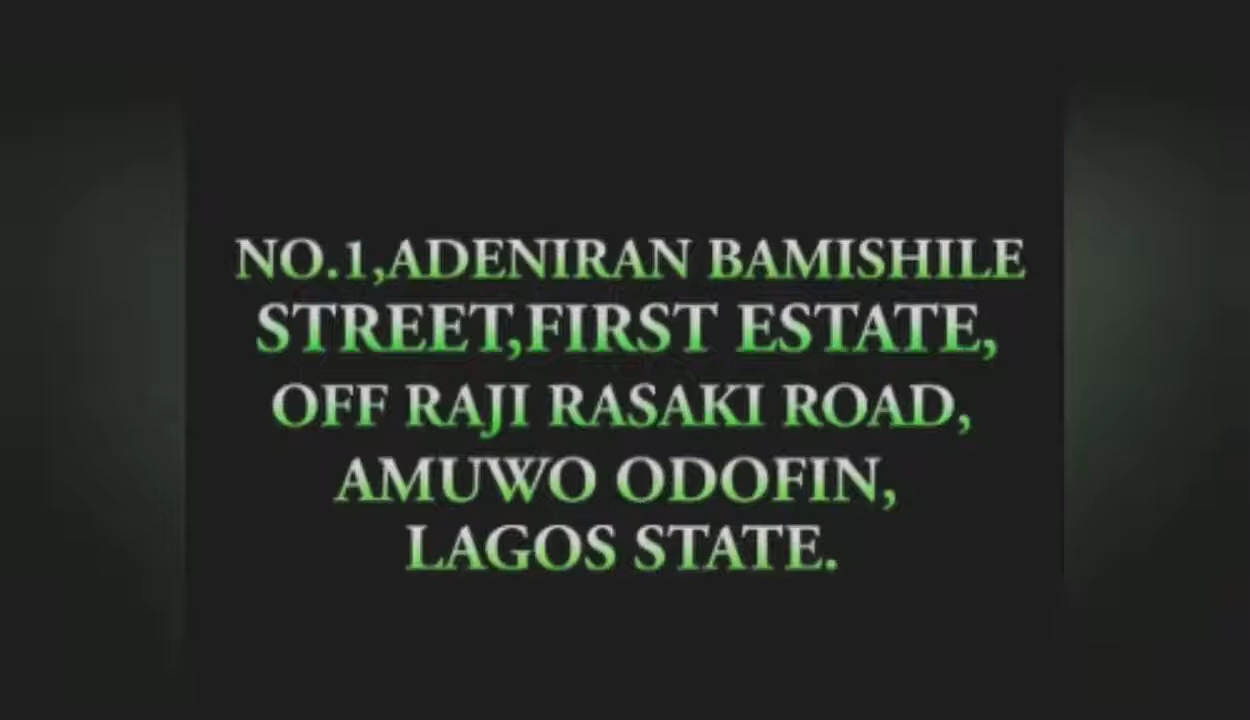 NO.1,ADENIRAN BAMISHILE
STREET,FIRST ESTATE,
OFF RAJI RASAKI ROAD,
AMUWO ODOFIN,
LAGOS STATE.